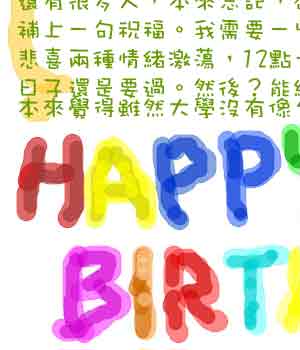 還有很多人，本來忘記，
補上一句祝福。我需要一
悲喜兩種情緒激蕩，12點
日子還是要過。然後？能
本來覺得雖然大學沒有像
HAPPY
BIRT